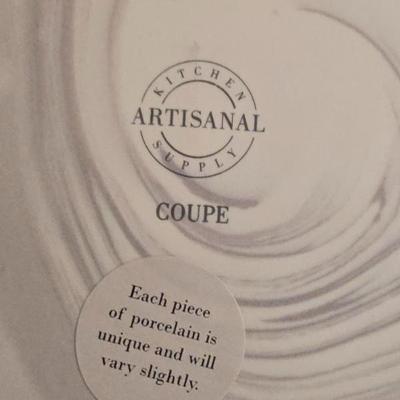 KITCHEN
ARTISANAL
SUPPLY
COUPE
Each piece
of porcelain is
unique and will
vary slightly.